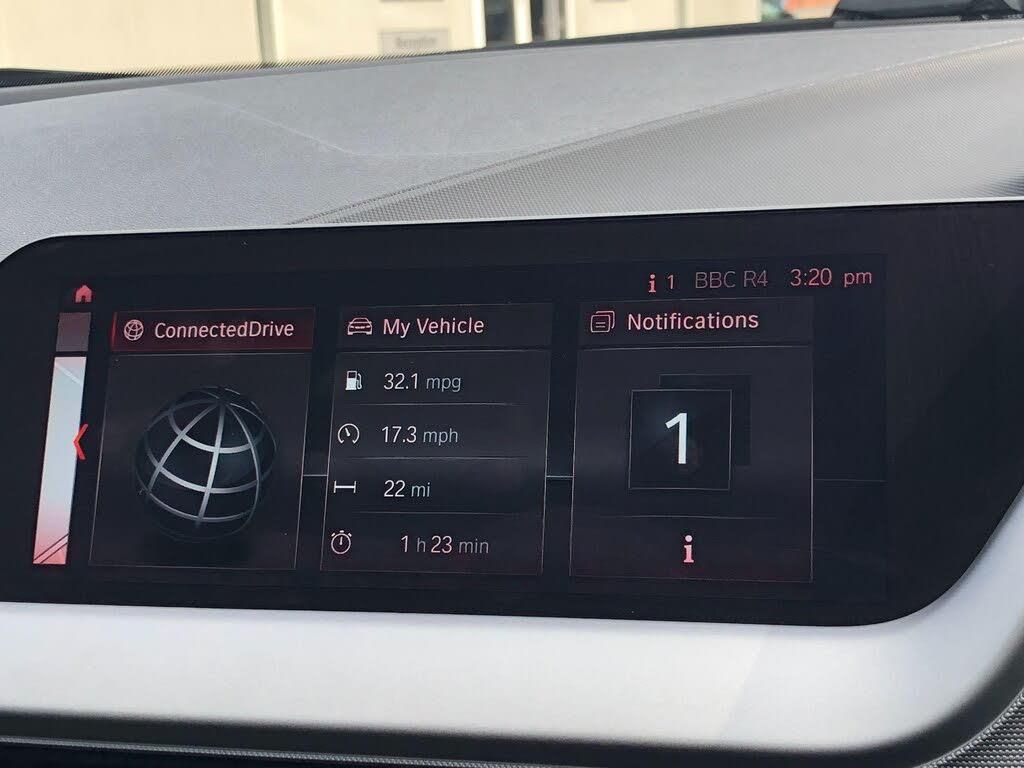 Reception
i 1 BBC R4 3:20 pm
ConnectedDrive
My Vehicle
Notifications
32.1 mpg
17.3 mph
22 mi
1 h 23 min
1
i